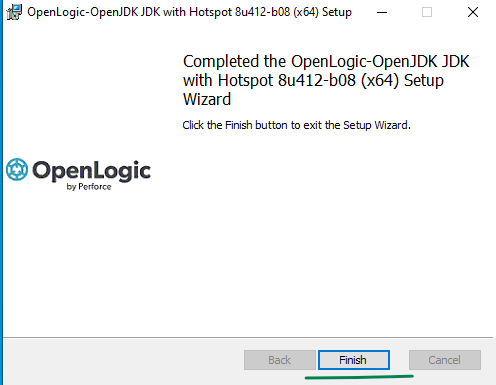 OpenLogic-OpenJDK JDK with Hotspot 8u412-b08 (x64) Setup
Completed the OpenLogic-OpenJDK JDK
with Hotspot 8u412-b08 (x64) Setup
Wizard
Click the Finish button to exit the Setup Wizard.
OpenLogic
by Perforce
Back
Finish
Cancel